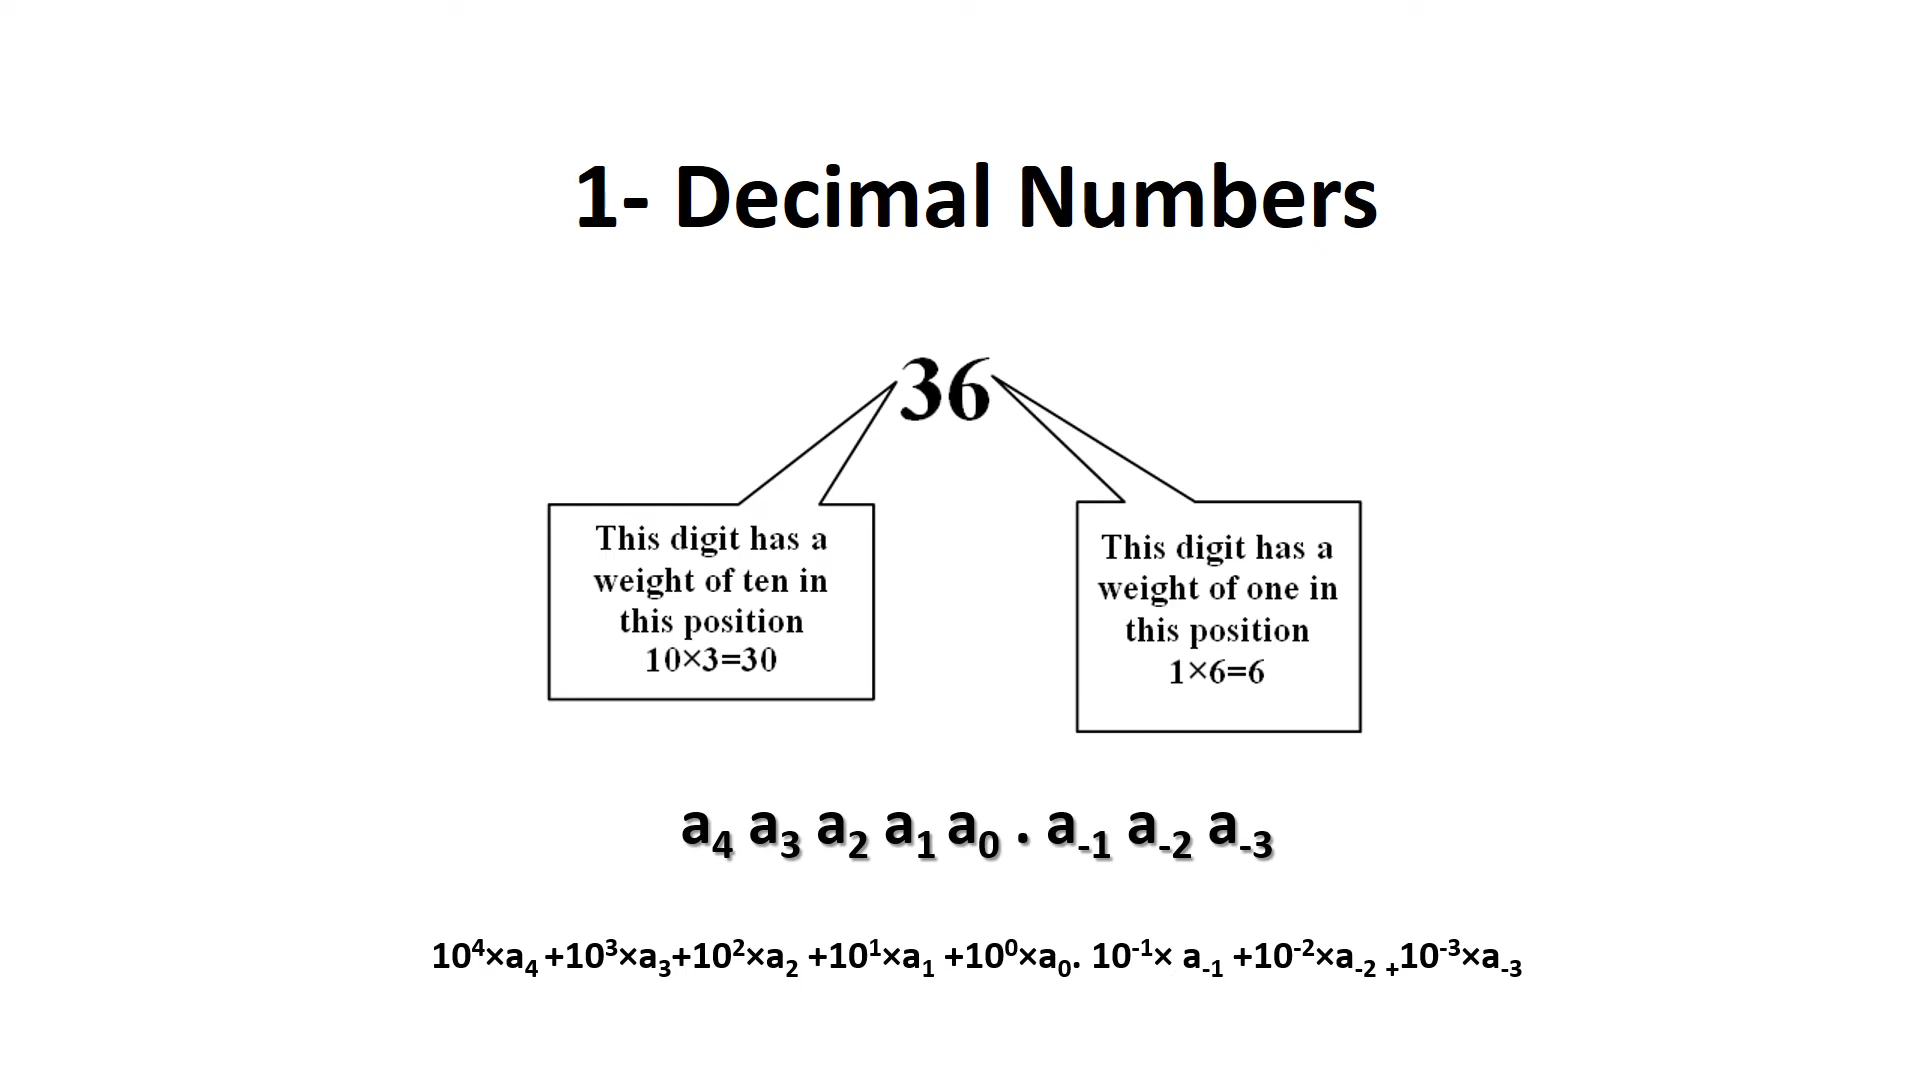 1- Decimal Numbers
36
This digit has a
weight of ten in
this position
10×3=30
This digit has a
weight of one in
this position
1×6=6
a₄ a₃ a₂ a₁ a₀ . a₋₁ a₋₂ a₋₃
10⁴×a₄ +10³×a₃+10²×a₂ +10¹×a₁ +10⁰×a₀. 10⁻¹× a₋₁ +10⁻²×a₋₂ ₊10⁻³×a₋₃